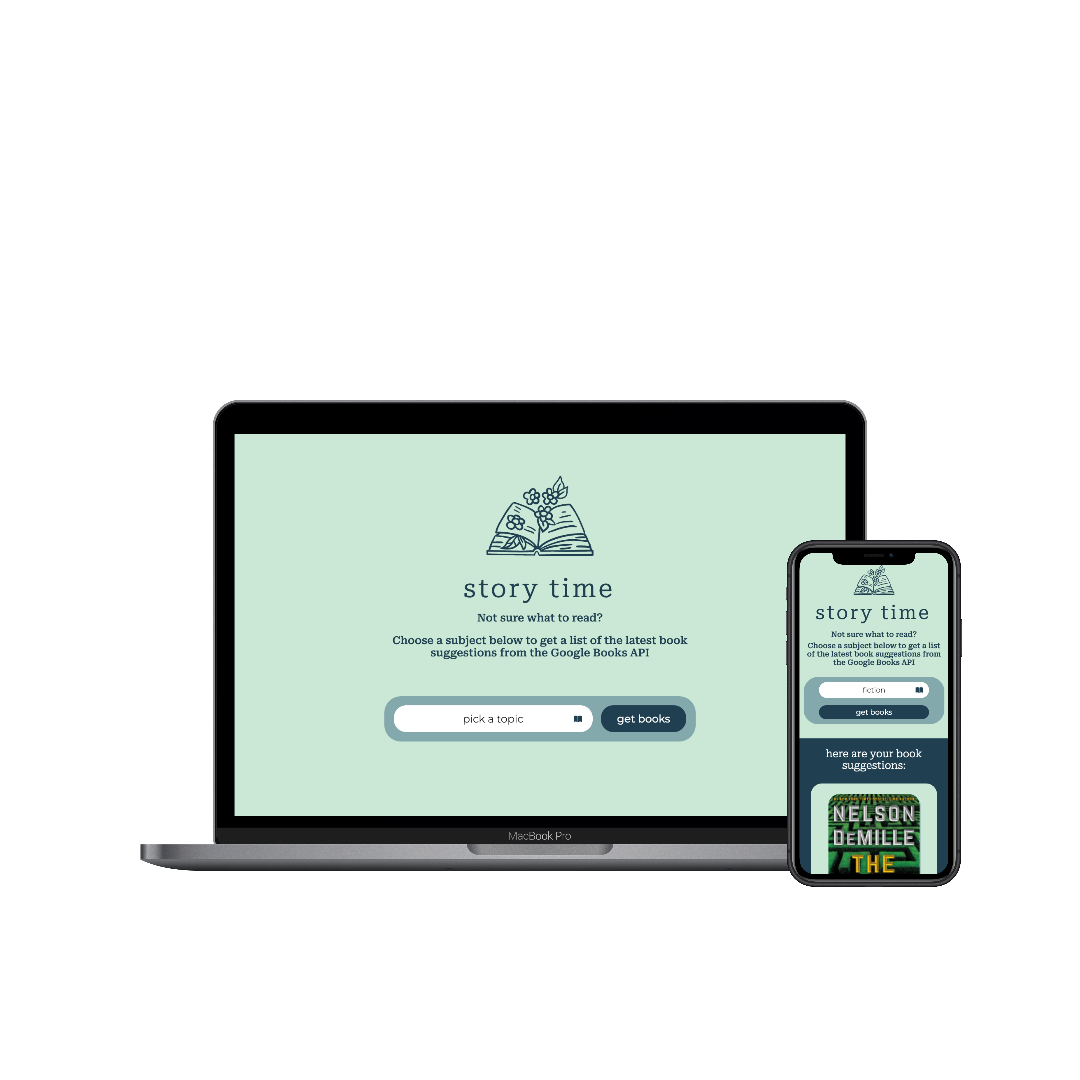 story time
Not sure what to read?
Choose a subject below to get a list of the latest book
suggestions from the Google Books API
pick a topic
get books
MacBook Pro
story time
Not sure what to read?
Choose a subject below to get a list
of the latest book suggestions from
the Google Books API
fiction
get books
here are your book
suggestions:
NELSON
DeMILLE
THE